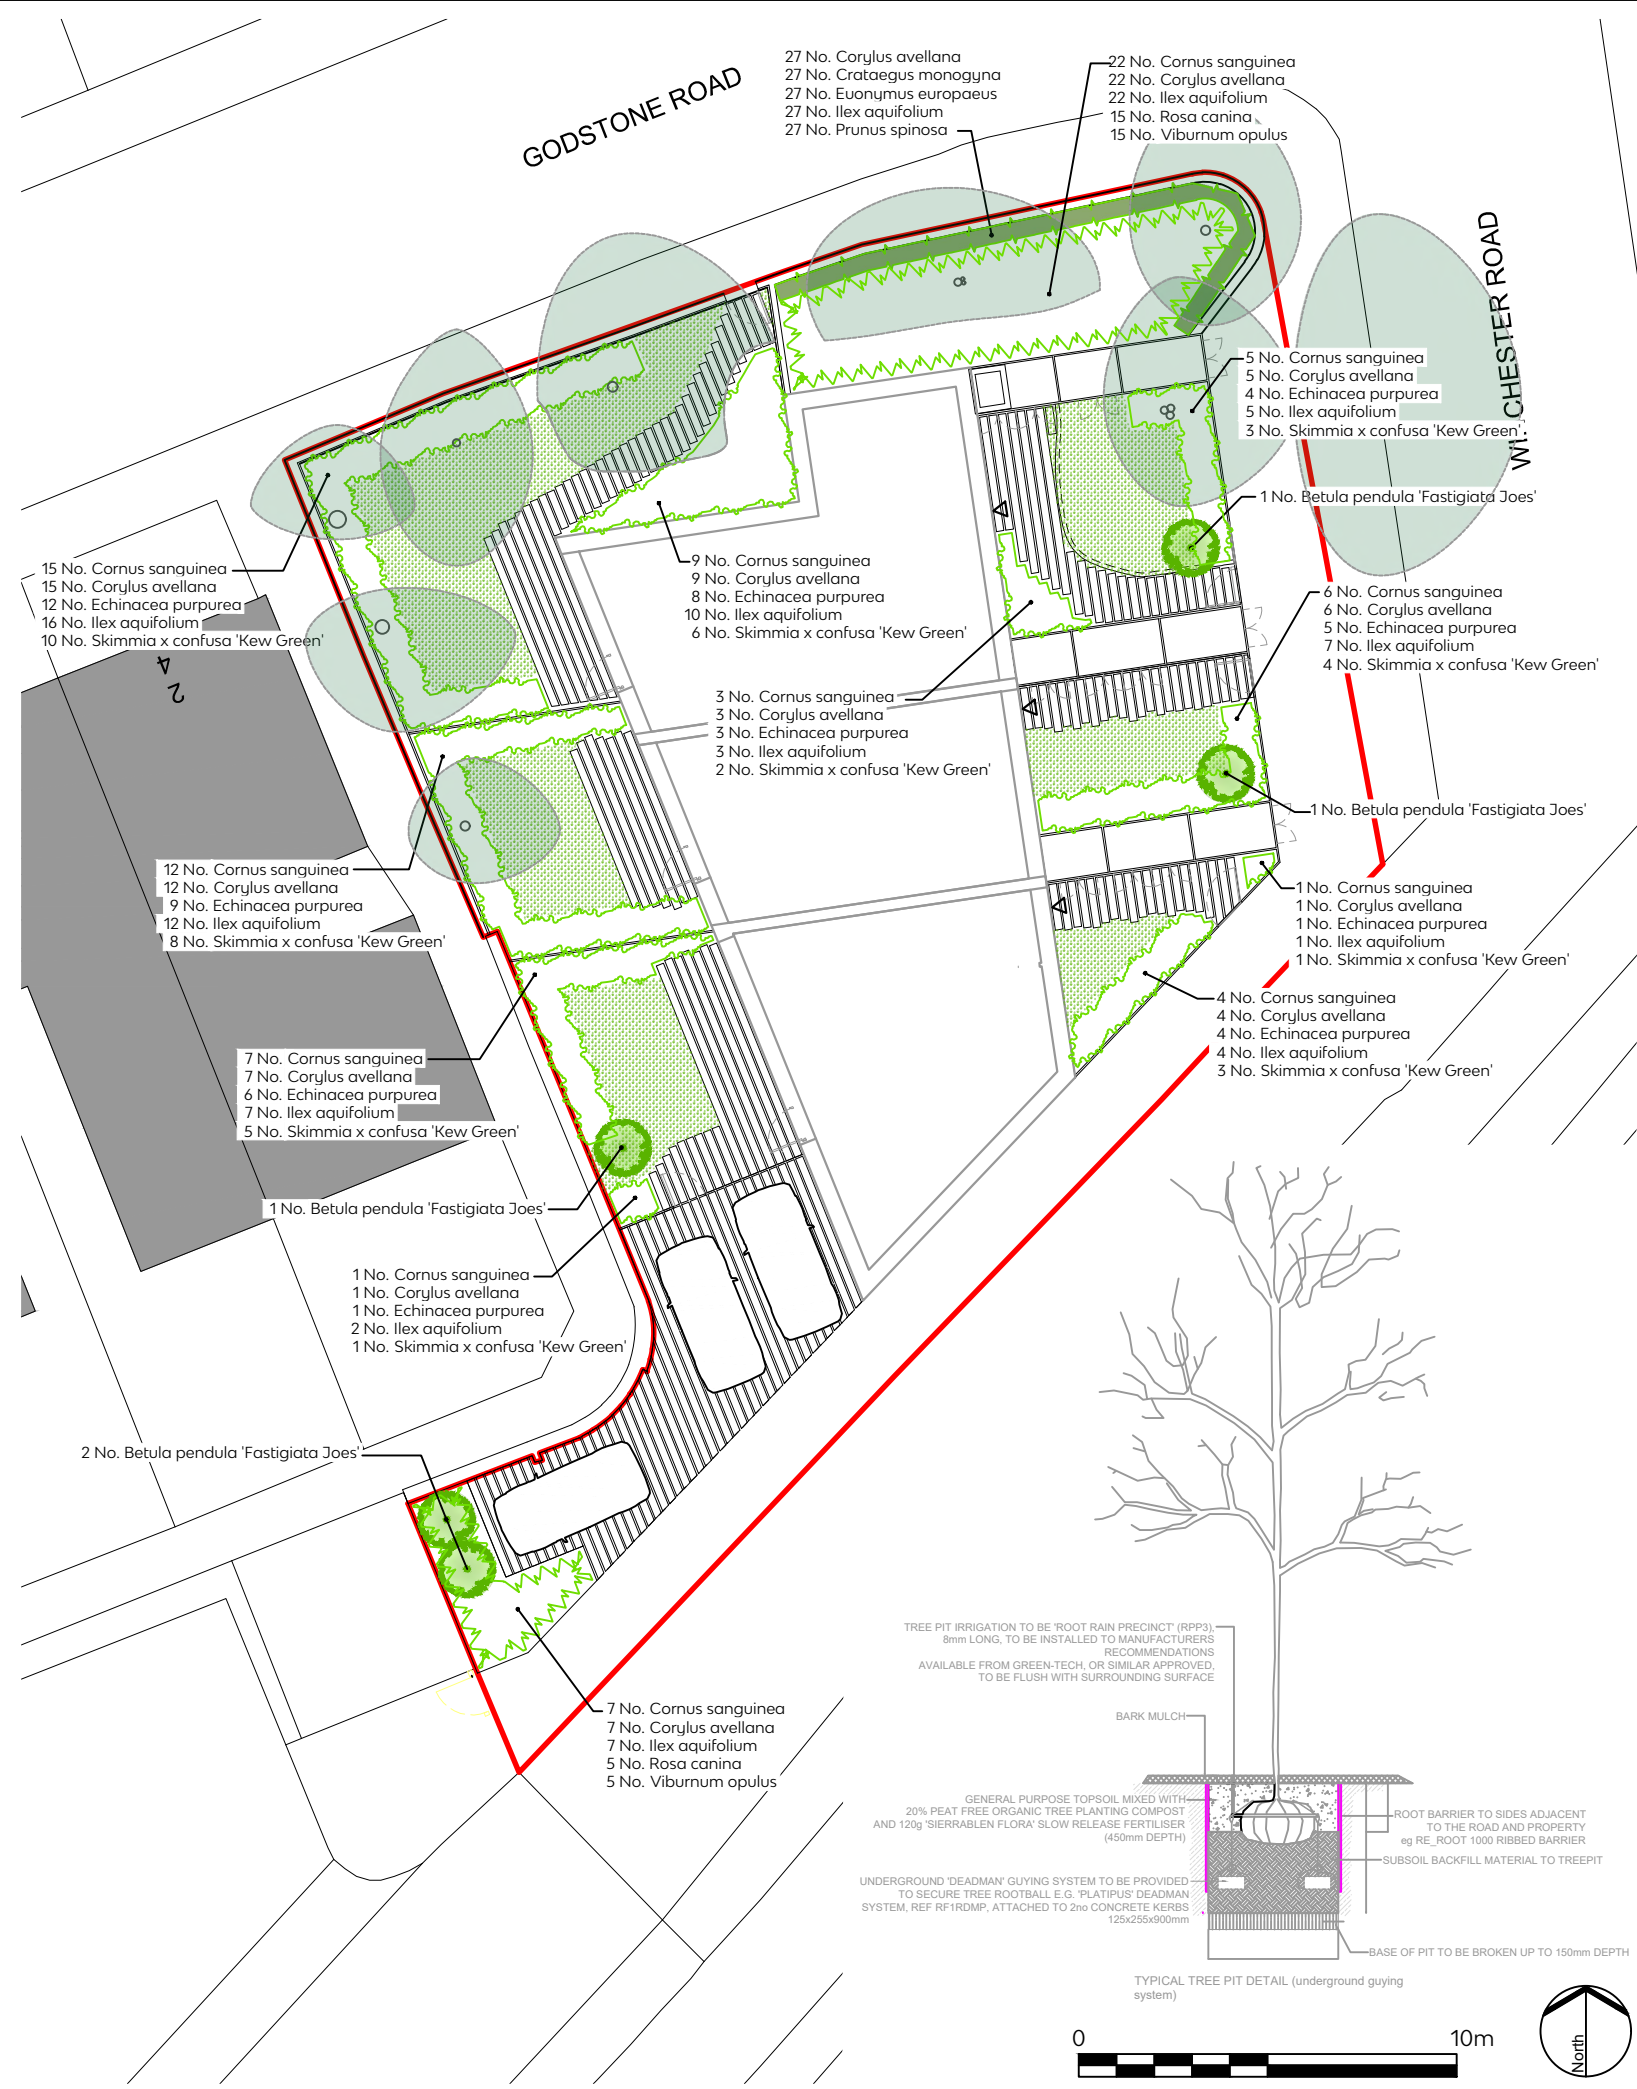 GODSTONE ROAD
27 No. Corylus avellana
27 No. Crataegus monogyna
27 No. Euonymus europaeus
27 No. Ilex aquifolium
27 No. Prunus spinosa
22 No. Cornus sanguinea
22 No. Corylus avellana
22 No. Ilex aquifolium
15 No. Rosa canina
15 No. Viburnum opulus
CHESTER ROAD
5 No. Cornus sanguinea
5 No. Corylus avellana
4 No. Echinacea purpurea
5 No. Ilex aquifolium
3 No. Skimmia x confusa 'Kew Green'
1 No. Betula pendula 'Fastigiata Joes'
15 No. Cornus sanguinea
15 No. Corylus avellana
12 No. Echinacea purpurea
16 No. Ilex aquifolium
10 No. Skimmia x confusa 'Kew Green'
24
9 No. Cornus sanguinea
9 No. Corylus avellana
8 No. Echinacea purpurea
10 No. Ilex aquifolium
6 No. Skimmia x confusa 'Kew Green'
6 No. Cornus sanguinea
6 No. Corylus avellana
5 No. Echinacea purpurea
7 No. Ilex aquifolium
4 No. Skimmia x confusa 'Kew Green'
3 No. Cornus sanguinea
3 No. Corylus avellana
3 No. Echinacea purpurea
3 No. Ilex aquifolium
2 No. Skimmia x confusa 'Kew Green'
1 No. Betula pendula 'Fastigiata Joes'
12 No. Cornus sanguinea
12 No. Corylus avellana
9 No. Echinacea purpurea
12 No. Ilex aquifolium
8 No. Skimmia x confusa 'Kew Green'
1 No. Cornus sanguinea
1 No. Corylus avellana
1 No. Echinacea purpurea
1 No. Ilex aquifolium
1 No. Skimmia x confusa 'Kew Green'
4 No. Cornus sanguinea
4 No. Corylus avellana
4 No. Echinacea purpurea
4 No. Ilex aquifolium
3 No. Skimmia x confusa 'Kew Green'
7 No. Cornus sanguinea
7 No. Corylus avellana
6 No. Echinacea purpurea
7 No. Ilex aquifolium
5 No. Skimmia x confusa 'Kew Green'
1 No. Betula pendula 'Fastigiata Joes'
1 No. Cornus sanguinea
1 No. Corylus avellana
1 No. Echinacea purpurea
2 No. Ilex aquifolium
1 No. Skimmia x confusa 'Kew Green'
2 No. Betula pendula 'Fastigiata Joes'
7 No. Cornus sanguinea
7 No. Corylus avellana
7 No. Ilex aquifolium
5 No. Rosa canina
5 No. Viburnum opulus
TREE PIT IRRIGATION TO BE 'ROOT RAIN PRECINCT' (RPP3),
8mm LONG, TO BE INSTALLED TO MANUFACTURERS
RECOMMENDATIONS
AVAILABLE FROM GREEN-TECH, OR SIMILAR APPROVED,
TO BE FLUSH WITH SURROUNDING SURFACE
BARK MULCH
GENERAL PURPOSE TOPSOIL MIXED WITH
20% PEAT FREE ORGANIC TREE PLANTING COMPOST
AND 120g 'SIERRABLEN FLORA' SLOW RELEASE FERTILISER
(450mm DEPTH)
ROOT BARRIER TO SIDES ADJACENT
TO THE ROAD AND PROPERTY
eg RE_ROOT 1000 RIBBED BARRIER
SUBSOIL BACKFILL MATERIAL TO TREEPIT
UNDERGROUND 'DEADMAN' GUYING SYSTEM TO BE PROVIDED
TO SECURE TREE ROOTBALL E.G. 'PLATIPUS' DEADMAN
SYSTEM, REF RF1RDMP, ATTACHED TO 2no CONCRETE KERBS
125x255x900mm
BASE OF PIT TO BE BROKEN UP TO 150mm DEPTH
TYPICAL TREE PIT DETAIL (underground guying
system)
0 10m
North